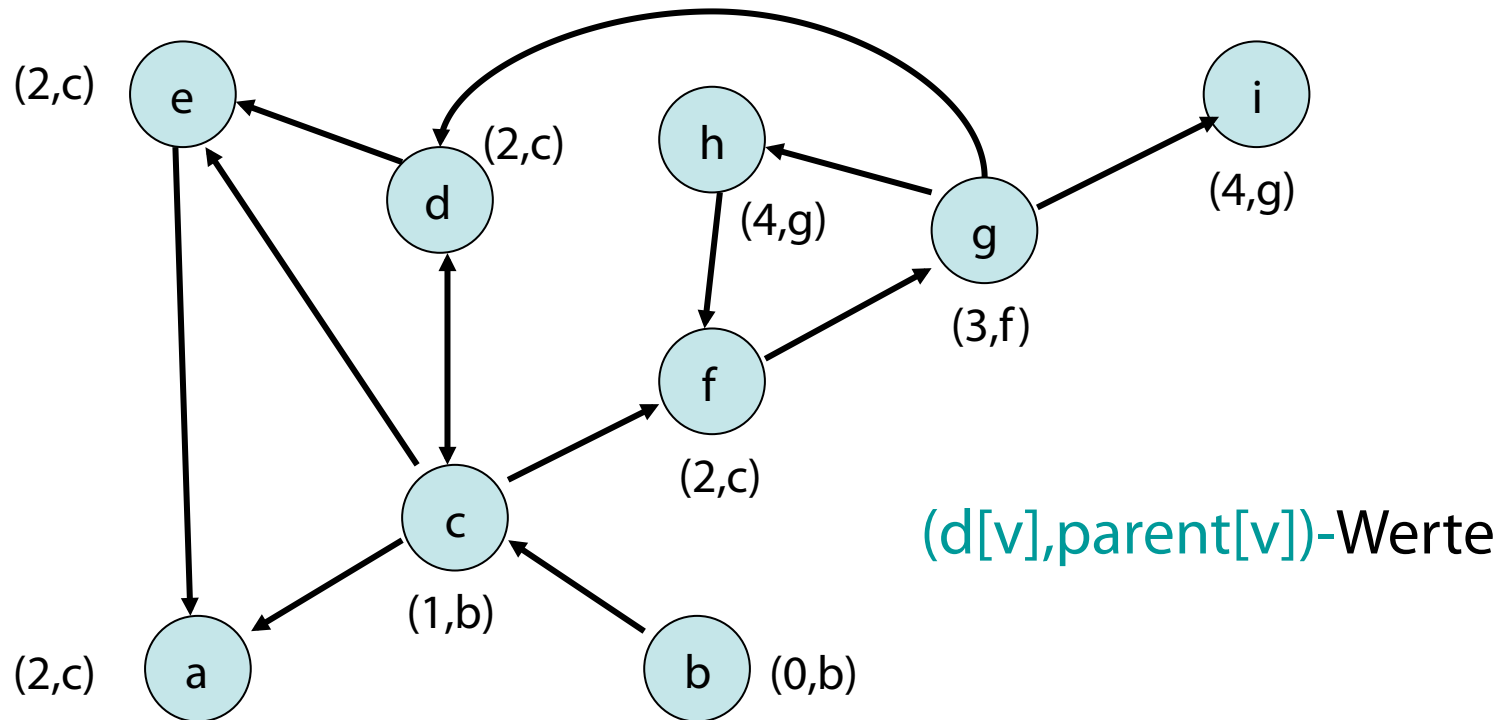 (2,c)
e
i
h
(2,c)
d
(4,g)
(4,g)
g
(3,f)
f
(2,c)
c
(d[v],parent[v])-Werte
(1,b)
(2,c)
a
b
(0,b)